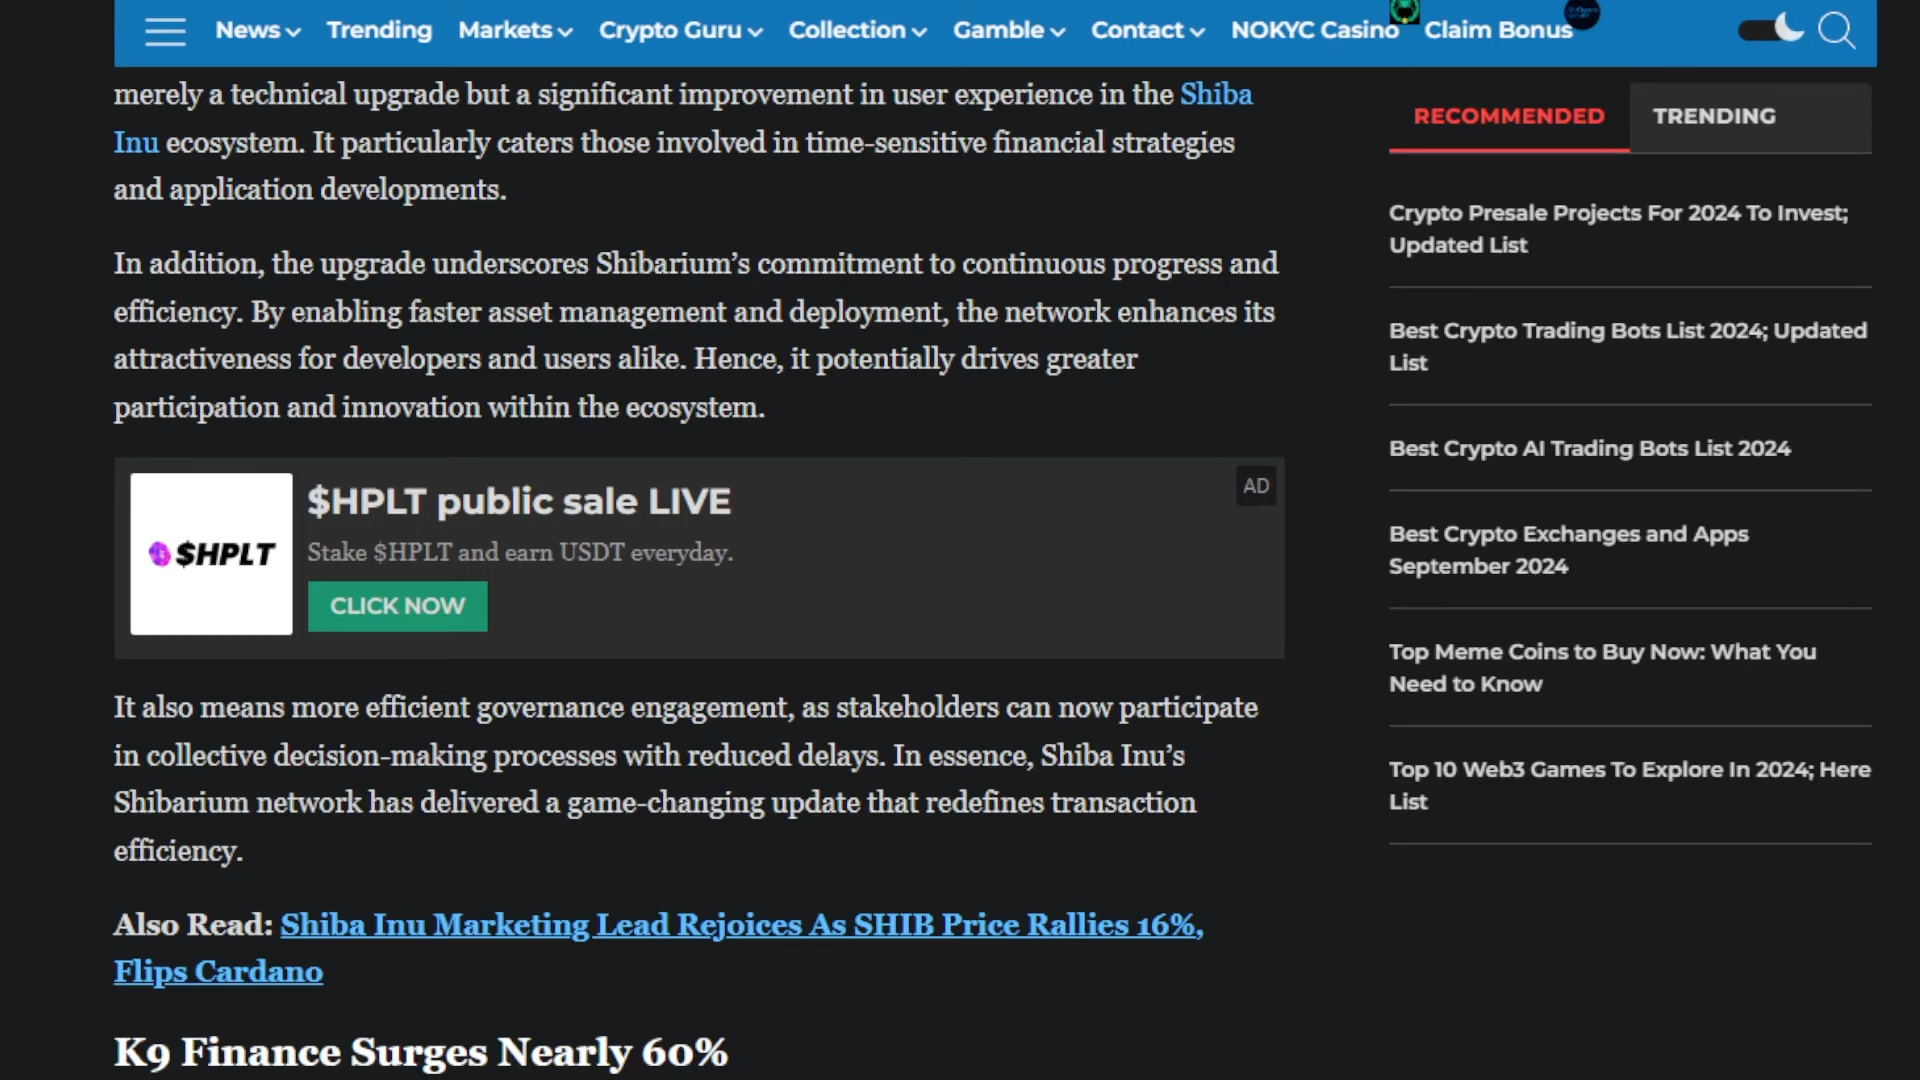 News
Trending
Markets
Crypto Guru
Collection
Gamble
Contact
NOKYC Casino
Claim Bonus
merely a technical upgrade but a significant improvement in user experience in the Shiba
Inu ecosystem. It particularly caters those involved in time-sensitive financial strategies
and application developments.
In addition, the upgrade underscores Shibarium’s commitment to continuous progress and
efficiency. By enabling faster asset management and deployment, the network enhances its
attractiveness for developers and users alike. Hence, it potentially drives greater
participation and innovation within the ecosystem.
$HPLT
$HPLT public sale LIVE
Stake $HPLT and earn USDT everyday.
CLICK NOW
AD
It also means more efficient governance engagement, as stakeholders can now participate
in collective decision-making processes with reduced delays. In essence, Shiba Inu’s
Shibarium network has delivered a game-changing update that redefines transaction
efficiency.
Also Read: Shiba Inu Marketing Lead Rejoices As SHIB Price Rallies 16%,
Flips Cardano
K9 Finance Surges Nearly 60%
RECOMMENDED
TRENDING
Crypto Presale Projects For 2024 To Invest;
Updated List
Best Crypto Trading Bots List 2024; Updated
List
Best Crypto AI Trading Bots List 2024
Best Crypto Exchanges and Apps
September 2024
Top Meme Coins to Buy Now: What You
Need to Know
Top 10 Web3 Games To Explore In 2024; Here
List